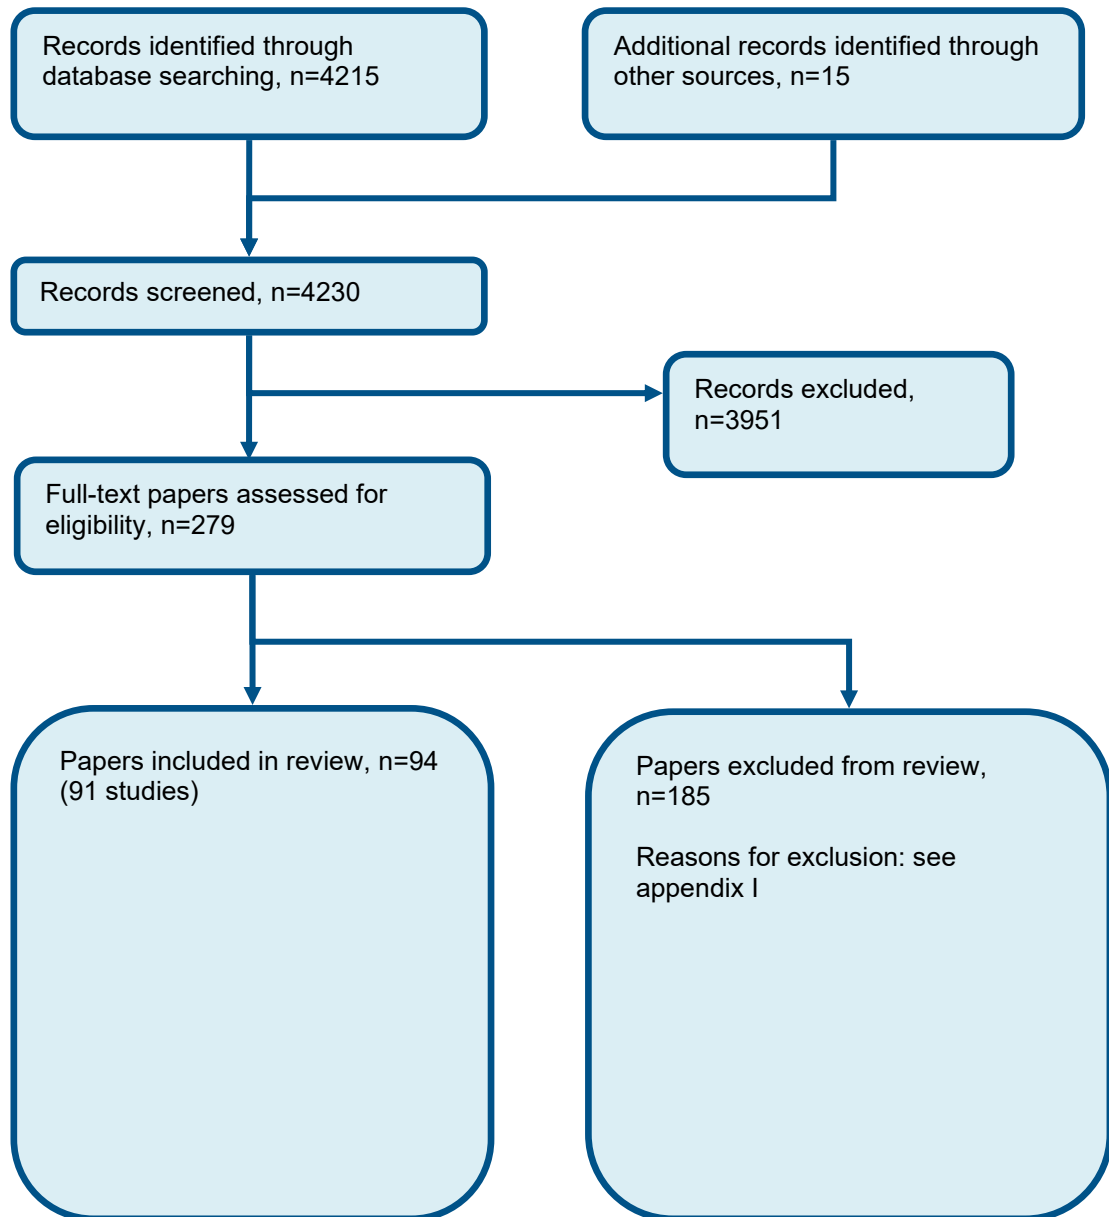 Records identified through
database searching, n=4215
Additional records identified through
other sources, n=15
Records screened, n=4230
Records excluded,
n=3951
Full-text papers assessed for
eligibility, n=279
Papers included in review, n=94
(91 studies)
Papers excluded from review,
n=185
Reasons for exclusion: see
appendix I